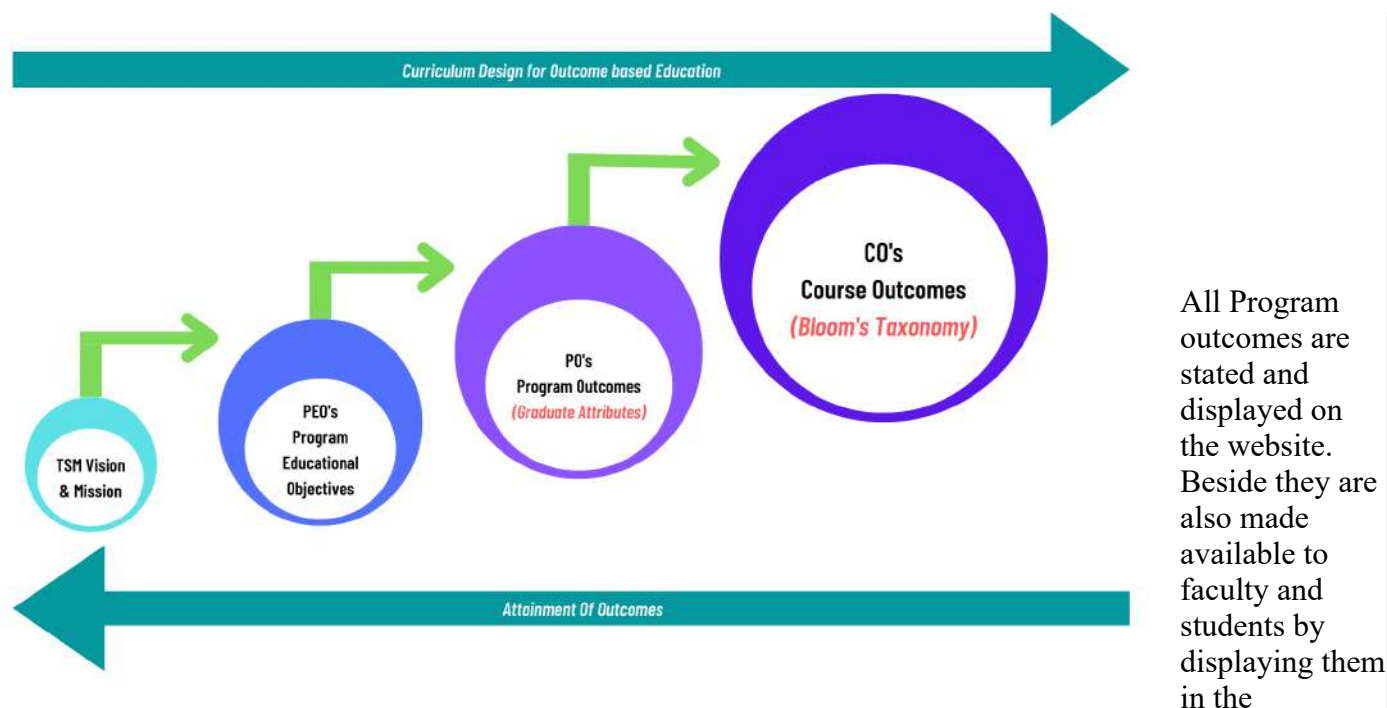 Curriculum Design for Outcome based Education
CO's
Course Outcomes
(Bloom's Taxonomy)
PO's
Program Outcomes
(Graduate Attributes)
PEO's
Program
Educational
Objectives
TSM Vision
& Mission
Attainment Of Outcomes
All Program
outcomes are
stated and
displayed on
the website.
Beside they are
also made
available to
faculty and
students by
displaying them
in the